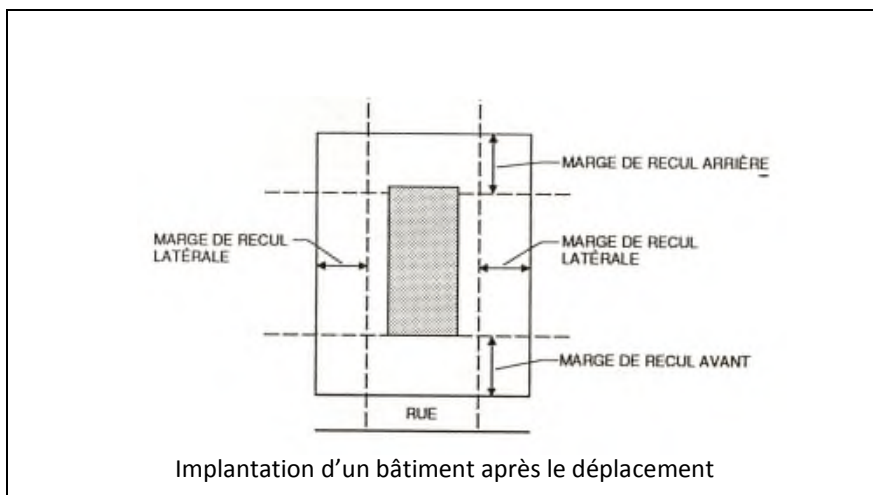 MARGE DE RECUL ARRIÈRE
MARGE DE RECUL
LATÉRALE
MARGE DE RECUL
LATÉRALE
MARGE DE RECUL AVANT
RUE
Implantation d’un bâtiment après le déplacement